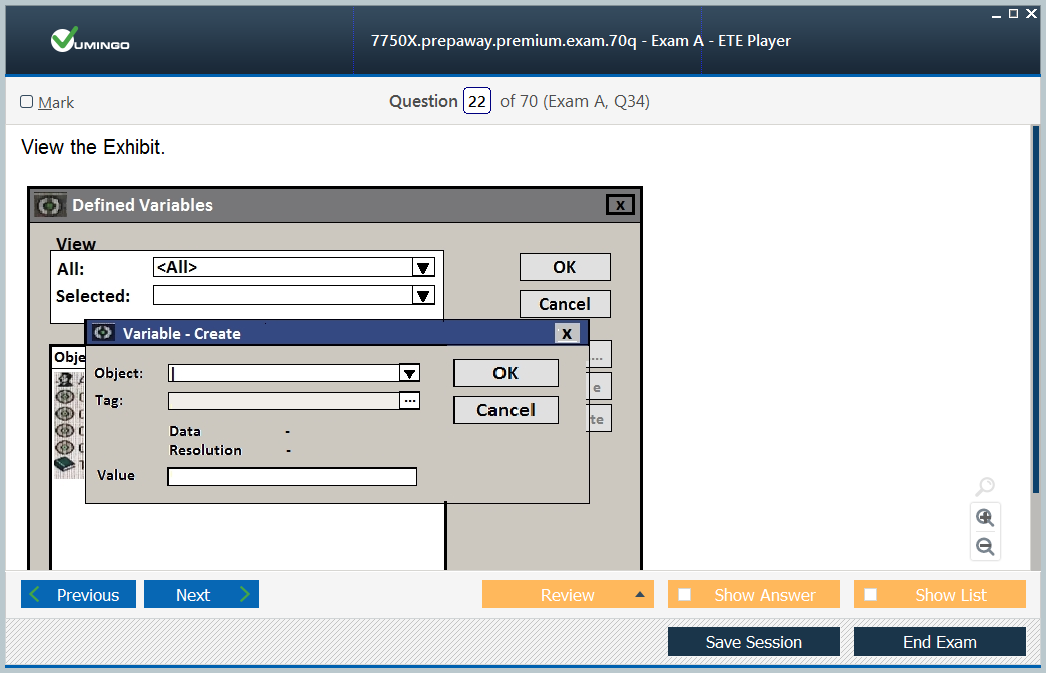 VUMINGO
7750X.prepaway.premium.exam.70q - Exam A - ETE Player
Mark
Question 22 of 70 (Exam A, Q34)
View the Exhibit.
Defined Variables
X
View
All:
<All>
OK
Selected:
Cancel
Variable - Create
X
Obje
...
Object:
OK
e
Tag:
...
Cancel
te
Data -
Resolution -
Value
Previous
Next
Review
Show Answer
Show List
Save Session
End Exam